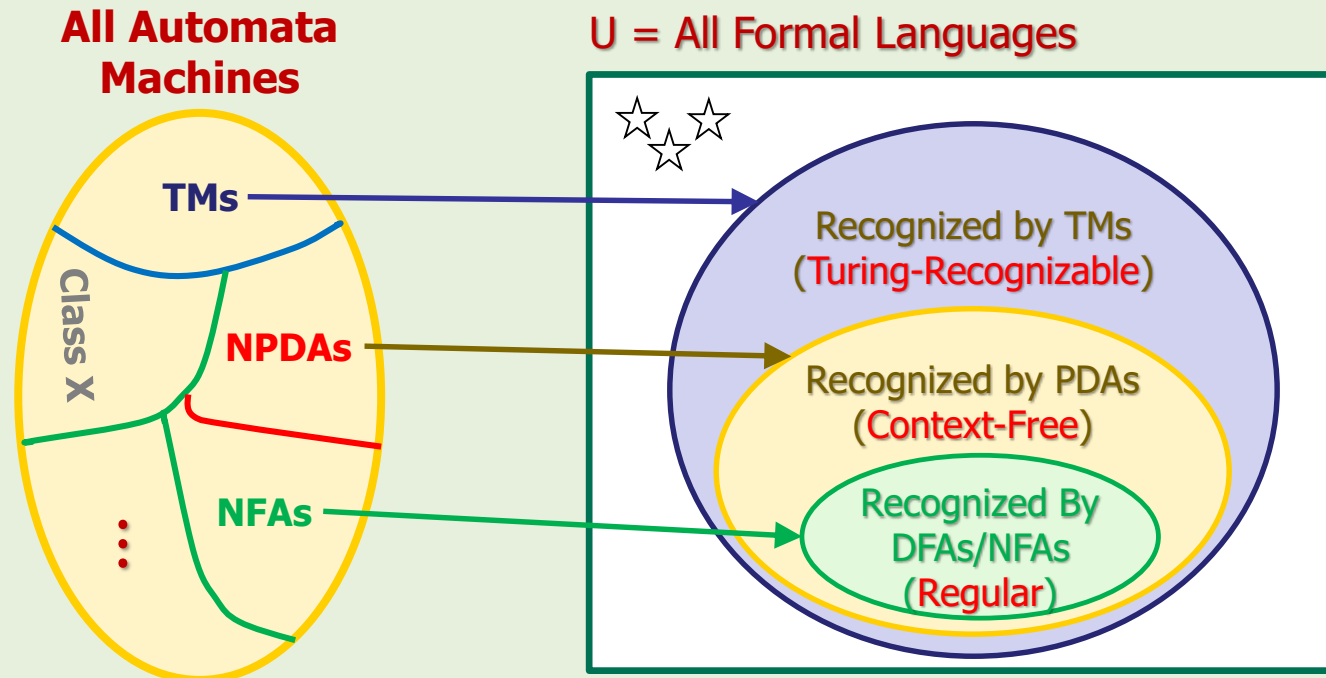 All Automata
Machines
U = All Formal Languages
TMs
Class X
NPDAs
NFAs
...
Recognized by TMs
(Turing-Recognizable)
Recognized by PDAs
(Context-Free)
Recognized By
DFAs/NFAs
(Regular)